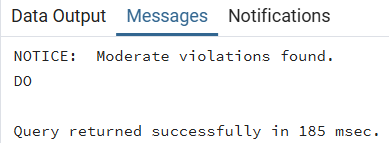 Data Output Messages Notifications
NOTICE:  Moderate violations found.
DO
Query returned successfully in 185 msec.